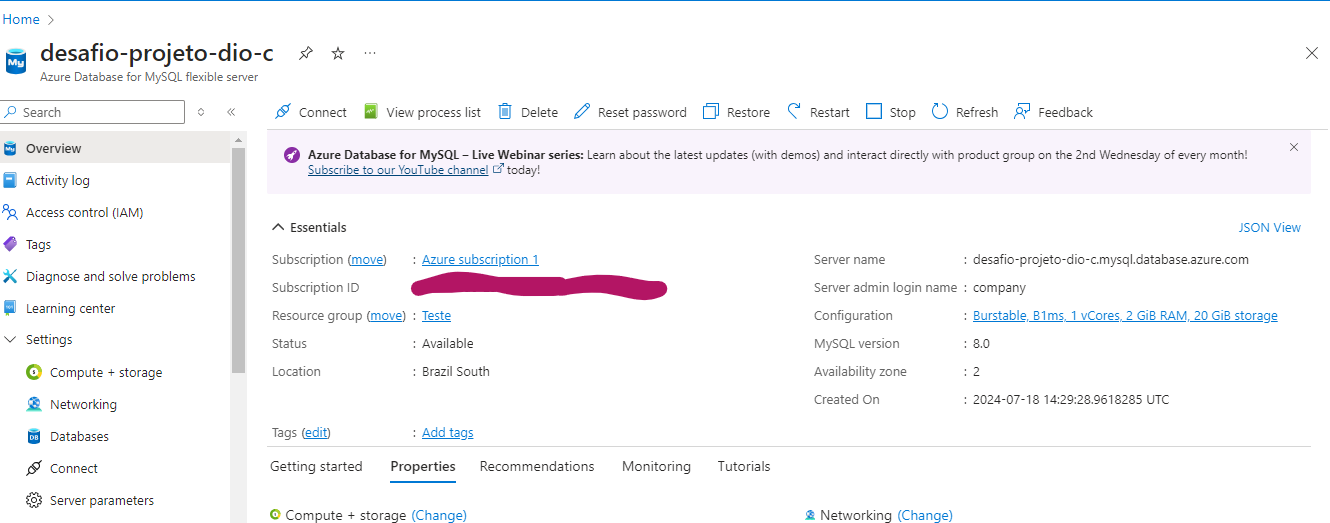 Home
desafio-projeto-dio-c
Azure Database for MySQL flexible server
Search
Connect View process list Delete Reset password Restore Restart Stop Refresh Feedback
Overview
Activity log
Access control (IAM)
Tags
Diagnose and solve problems
Learning center
Settings
Compute + storage
Networking
Databases
Connect
Server parameters
Azure Database for MySQL – Live Webinar series: Learn about the latest updates (with demos) and interact directly with product group on the 2nd Wednesday of every month!
Subscribe to our YouTube channel today!
Essentials
JSON View
Subscription (move) : Azure subscription 1
Subscription ID
Resource group (move) : Teste
Status : Available
Location : Brazil South
Server name : desafio-projeto-dio-c.mysql.database.azure.com
Server admin login name : company
Configuration : Burstable, B1ms, 1 vCores, 2 GiB RAM, 20 GiB storage
MySQL version : 8.0
Availability zone : 2
Created On : 2024-07-18 14:29:28.9618285 UTC
Tags (edit) : Add tags
Getting started Properties Recommendations Monitoring Tutorials
Compute + storage (Change)
Networking (Change)